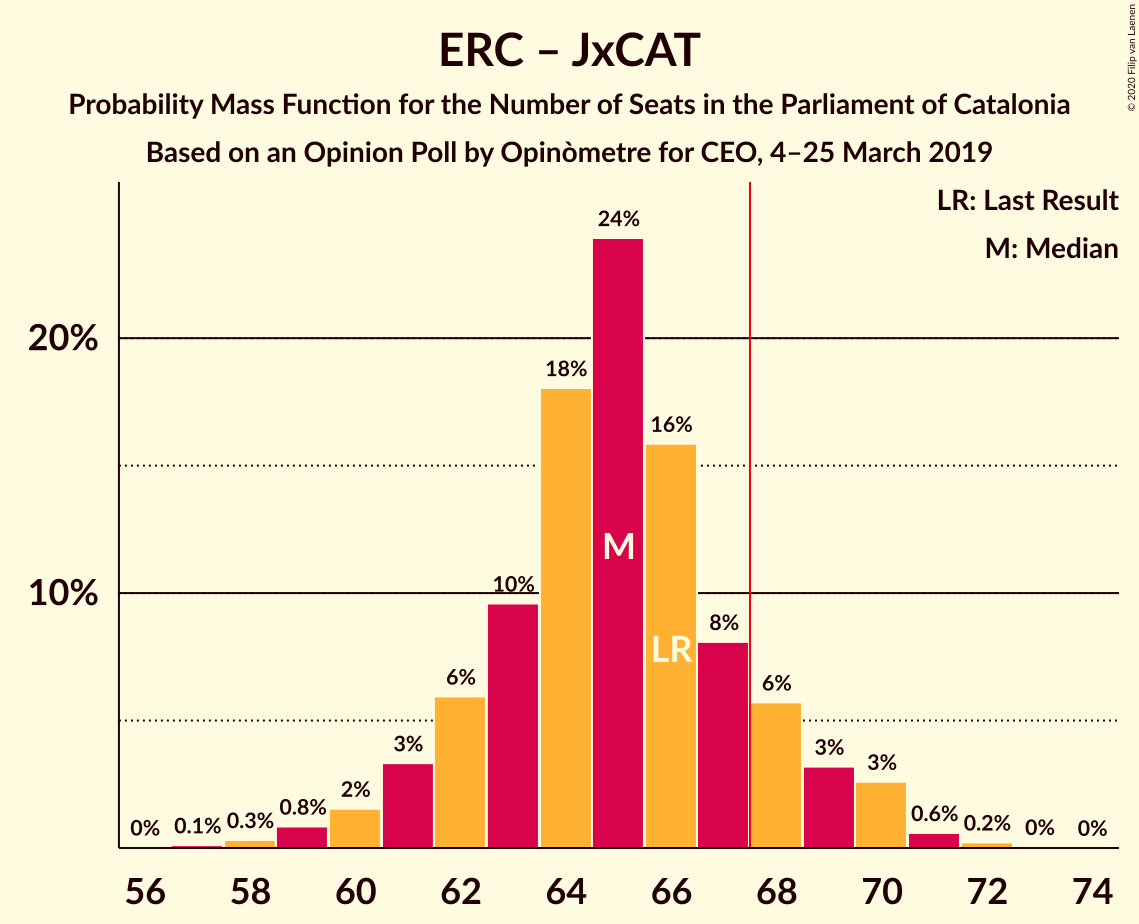 ERC – JxCAT
Probability Mass Function for the Number of Seats in the Parliament of Catalonia
Based on an Opinion Poll by Opinòmetre for CEO, 4–25 March 2019
© 2020 Filip van Laenen
LR: Last Result
M: Median
20%
10%
0%
0.1%
0.3%
0.8%
2%
3%
6%
10%
18%
24%
16%
8%
6%
3%
3%
0.6%
0.2%
0%
0%
M
LR
56 58 60 62 64 66 68 70 72 74